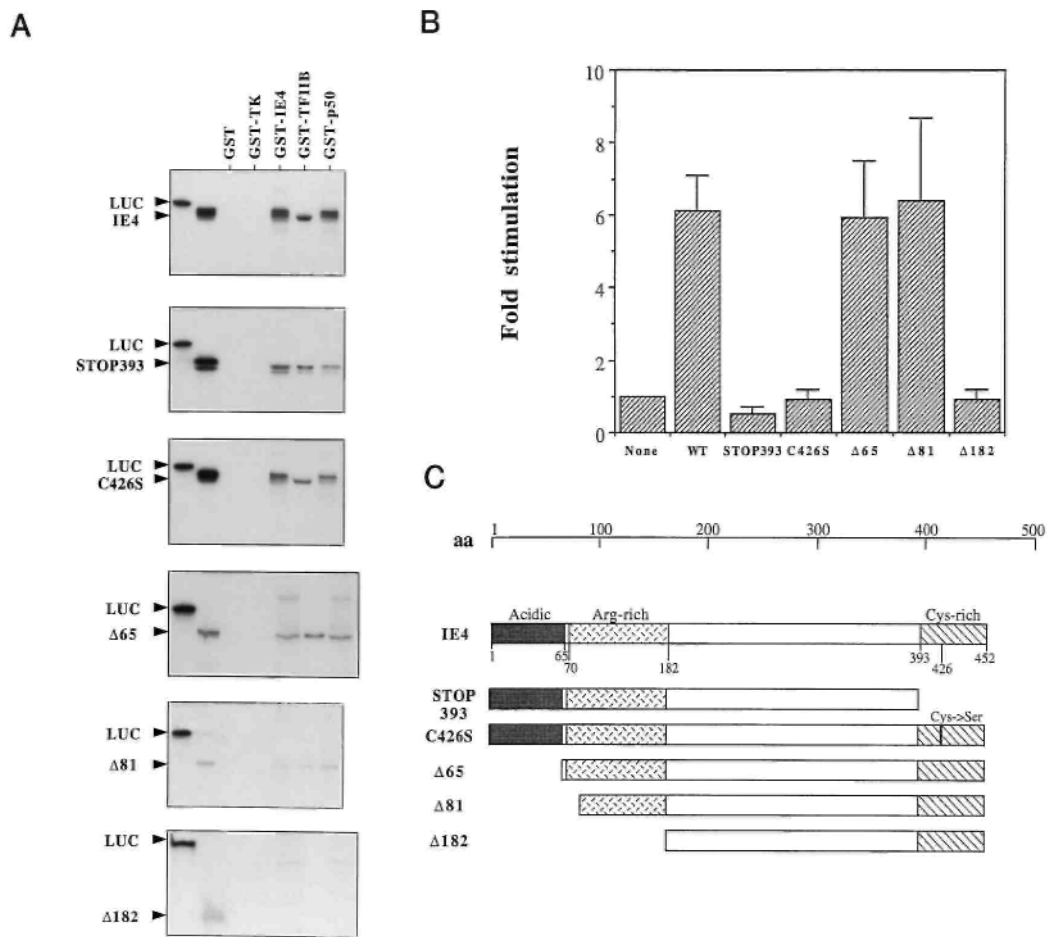 A
GST
GST-TK
GST-IE4
GST-TFIIB
GST-p50
LUC
IE4
LUC
STOP393
LUC
C426S
LUC
Δ65
LUC
Δ81
LUC
Δ182
B
Fold stimulation
10
8
6
4
2
0
None WT STOP393 C426S Δ65 Δ81 Δ182
C
aa
1 100 200 300 400 500
Acidic Arg-rich Cys-rich
IE4
1 65 70 182 393 426 452
STOP
393
Cys->Ser
C426S
Δ65
Δ81
Δ182